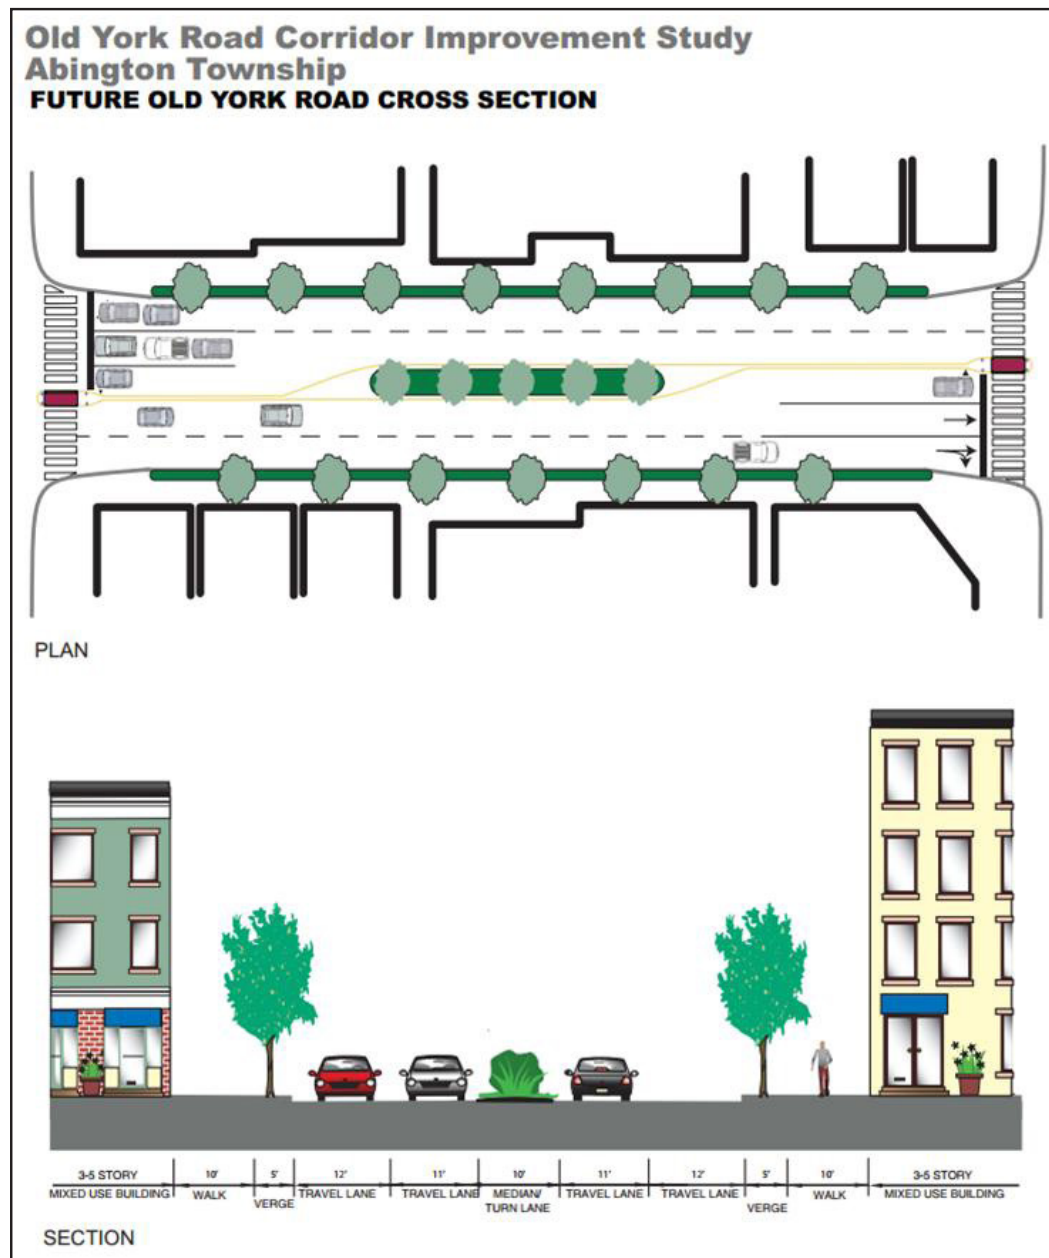 Old York Road Corridor Improvement Study
Abington Township
FUTURE OLD YORK ROAD CROSS SECTION
PLAN
3-5 STORY
MIXED USE BUILDING
10'
WALK
5'
VERGE
12'
TRAVEL LANE
11'
TRAVEL LANE
10'
MEDIAN/
TURN LANE
11'
TRAVEL LANE
12'
TRAVEL LANE
5'
VERGE
10'
WALK
3-5 STORY
MIXED USE BUILDING
SECTION